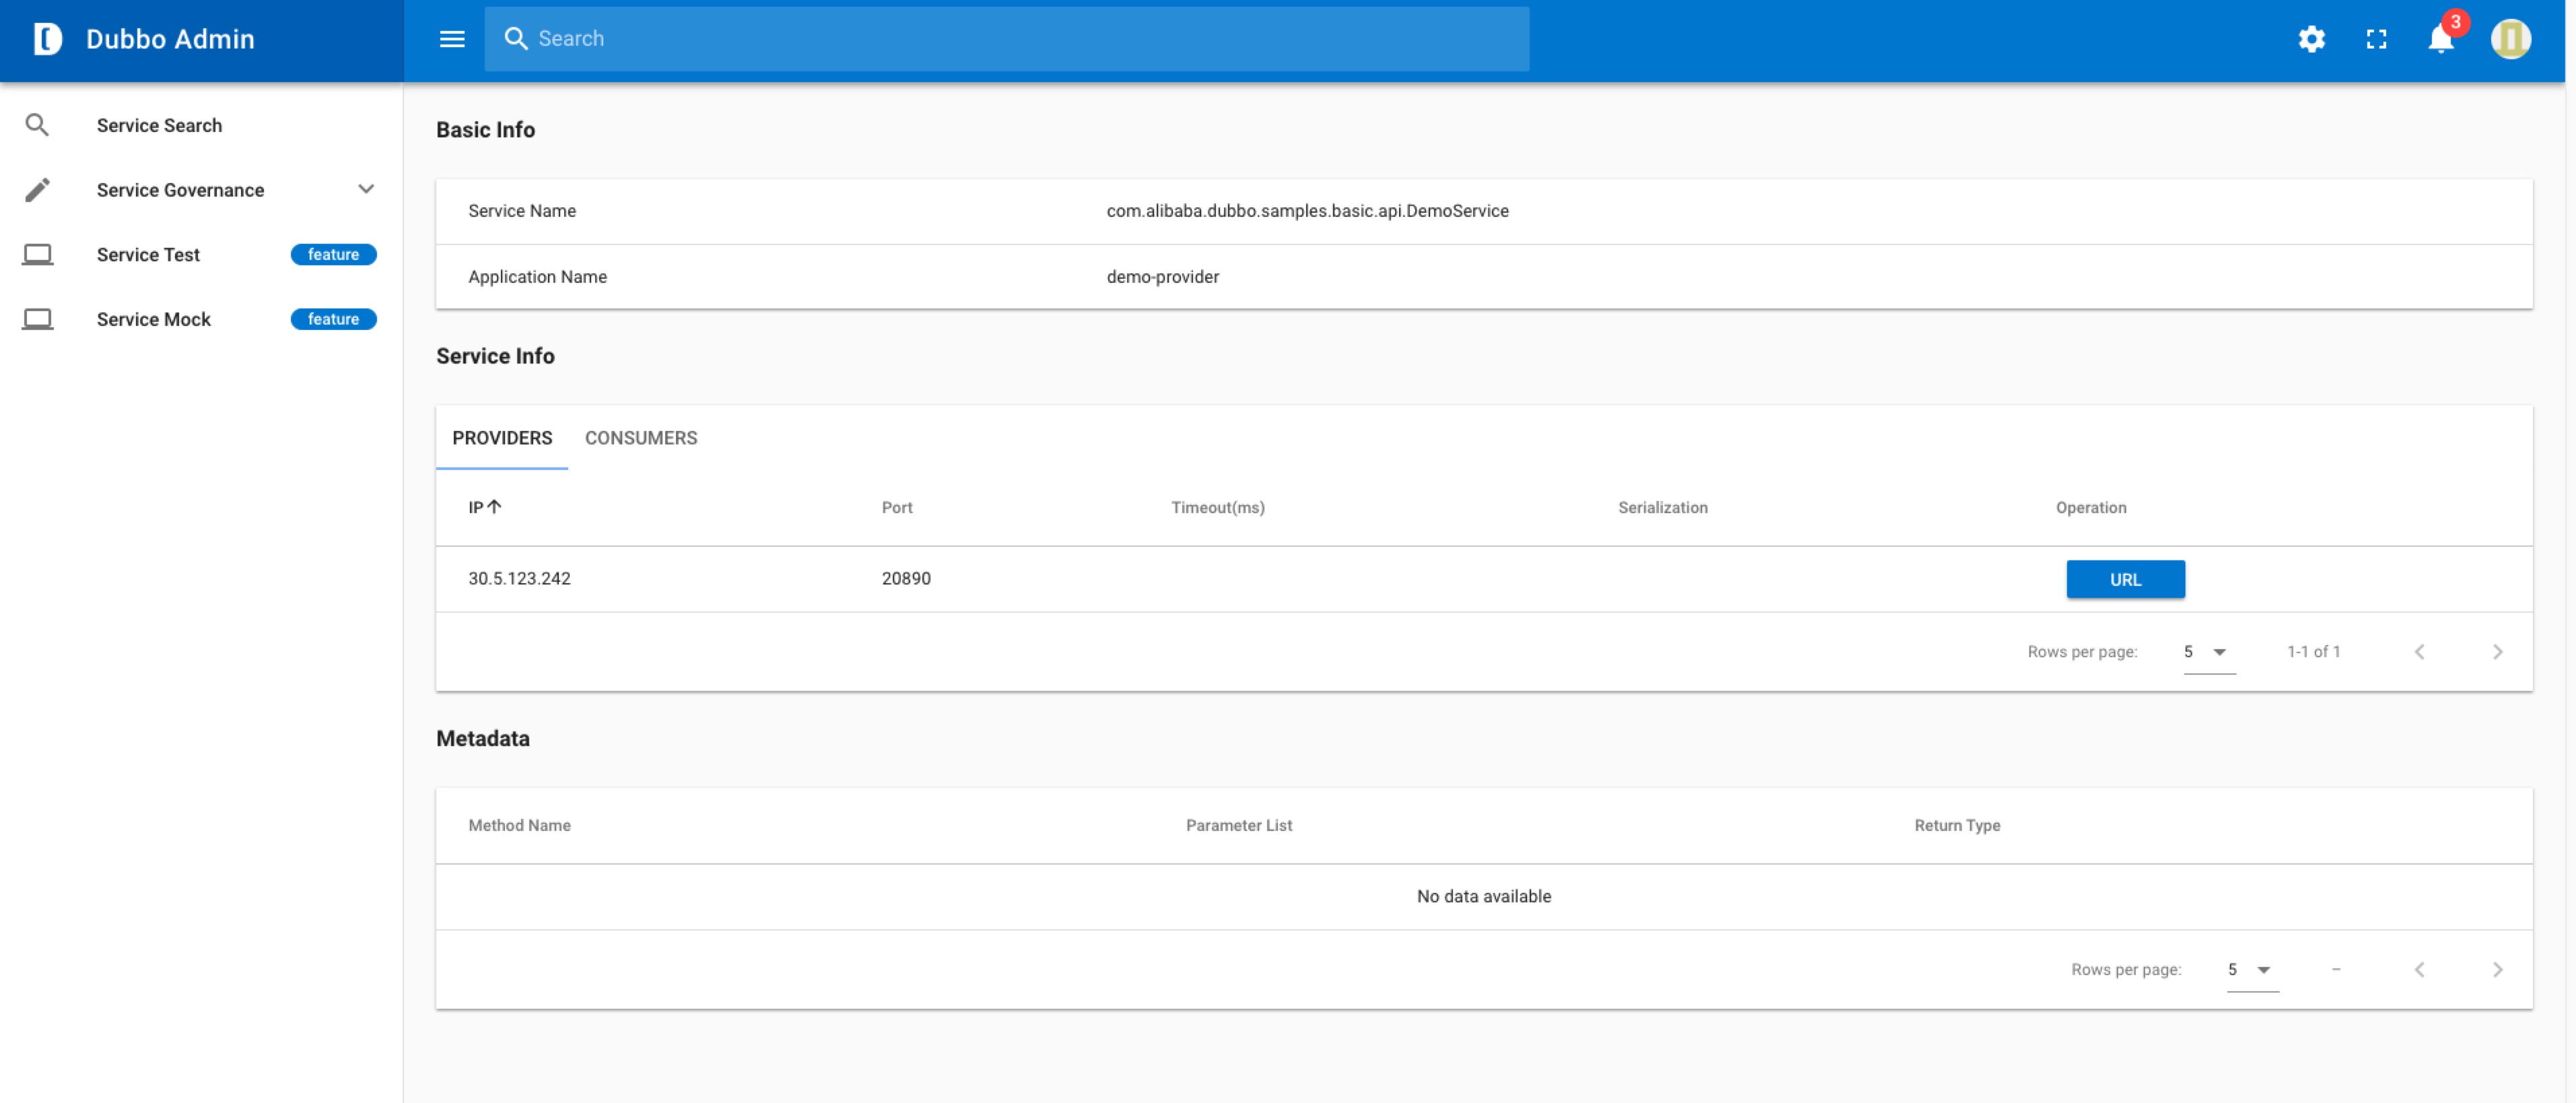 Dubbo Admin
Search
3
Service Search
Service Governance
Service Test feature
Service Mock feature
Basic Info
Service Name com.alibaba.dubbo.samples.basic.api.DemoService
Application Name demo-provider
Service Info
PROVIDERS CONSUMERS
IP Port Timeout(ms) Serialization Operation
30.5.123.242 20890 URL
Rows per page: 5 1-1 of 1
Metadata
Method Name Parameter List Return Type
No data available
Rows per page: 5 –